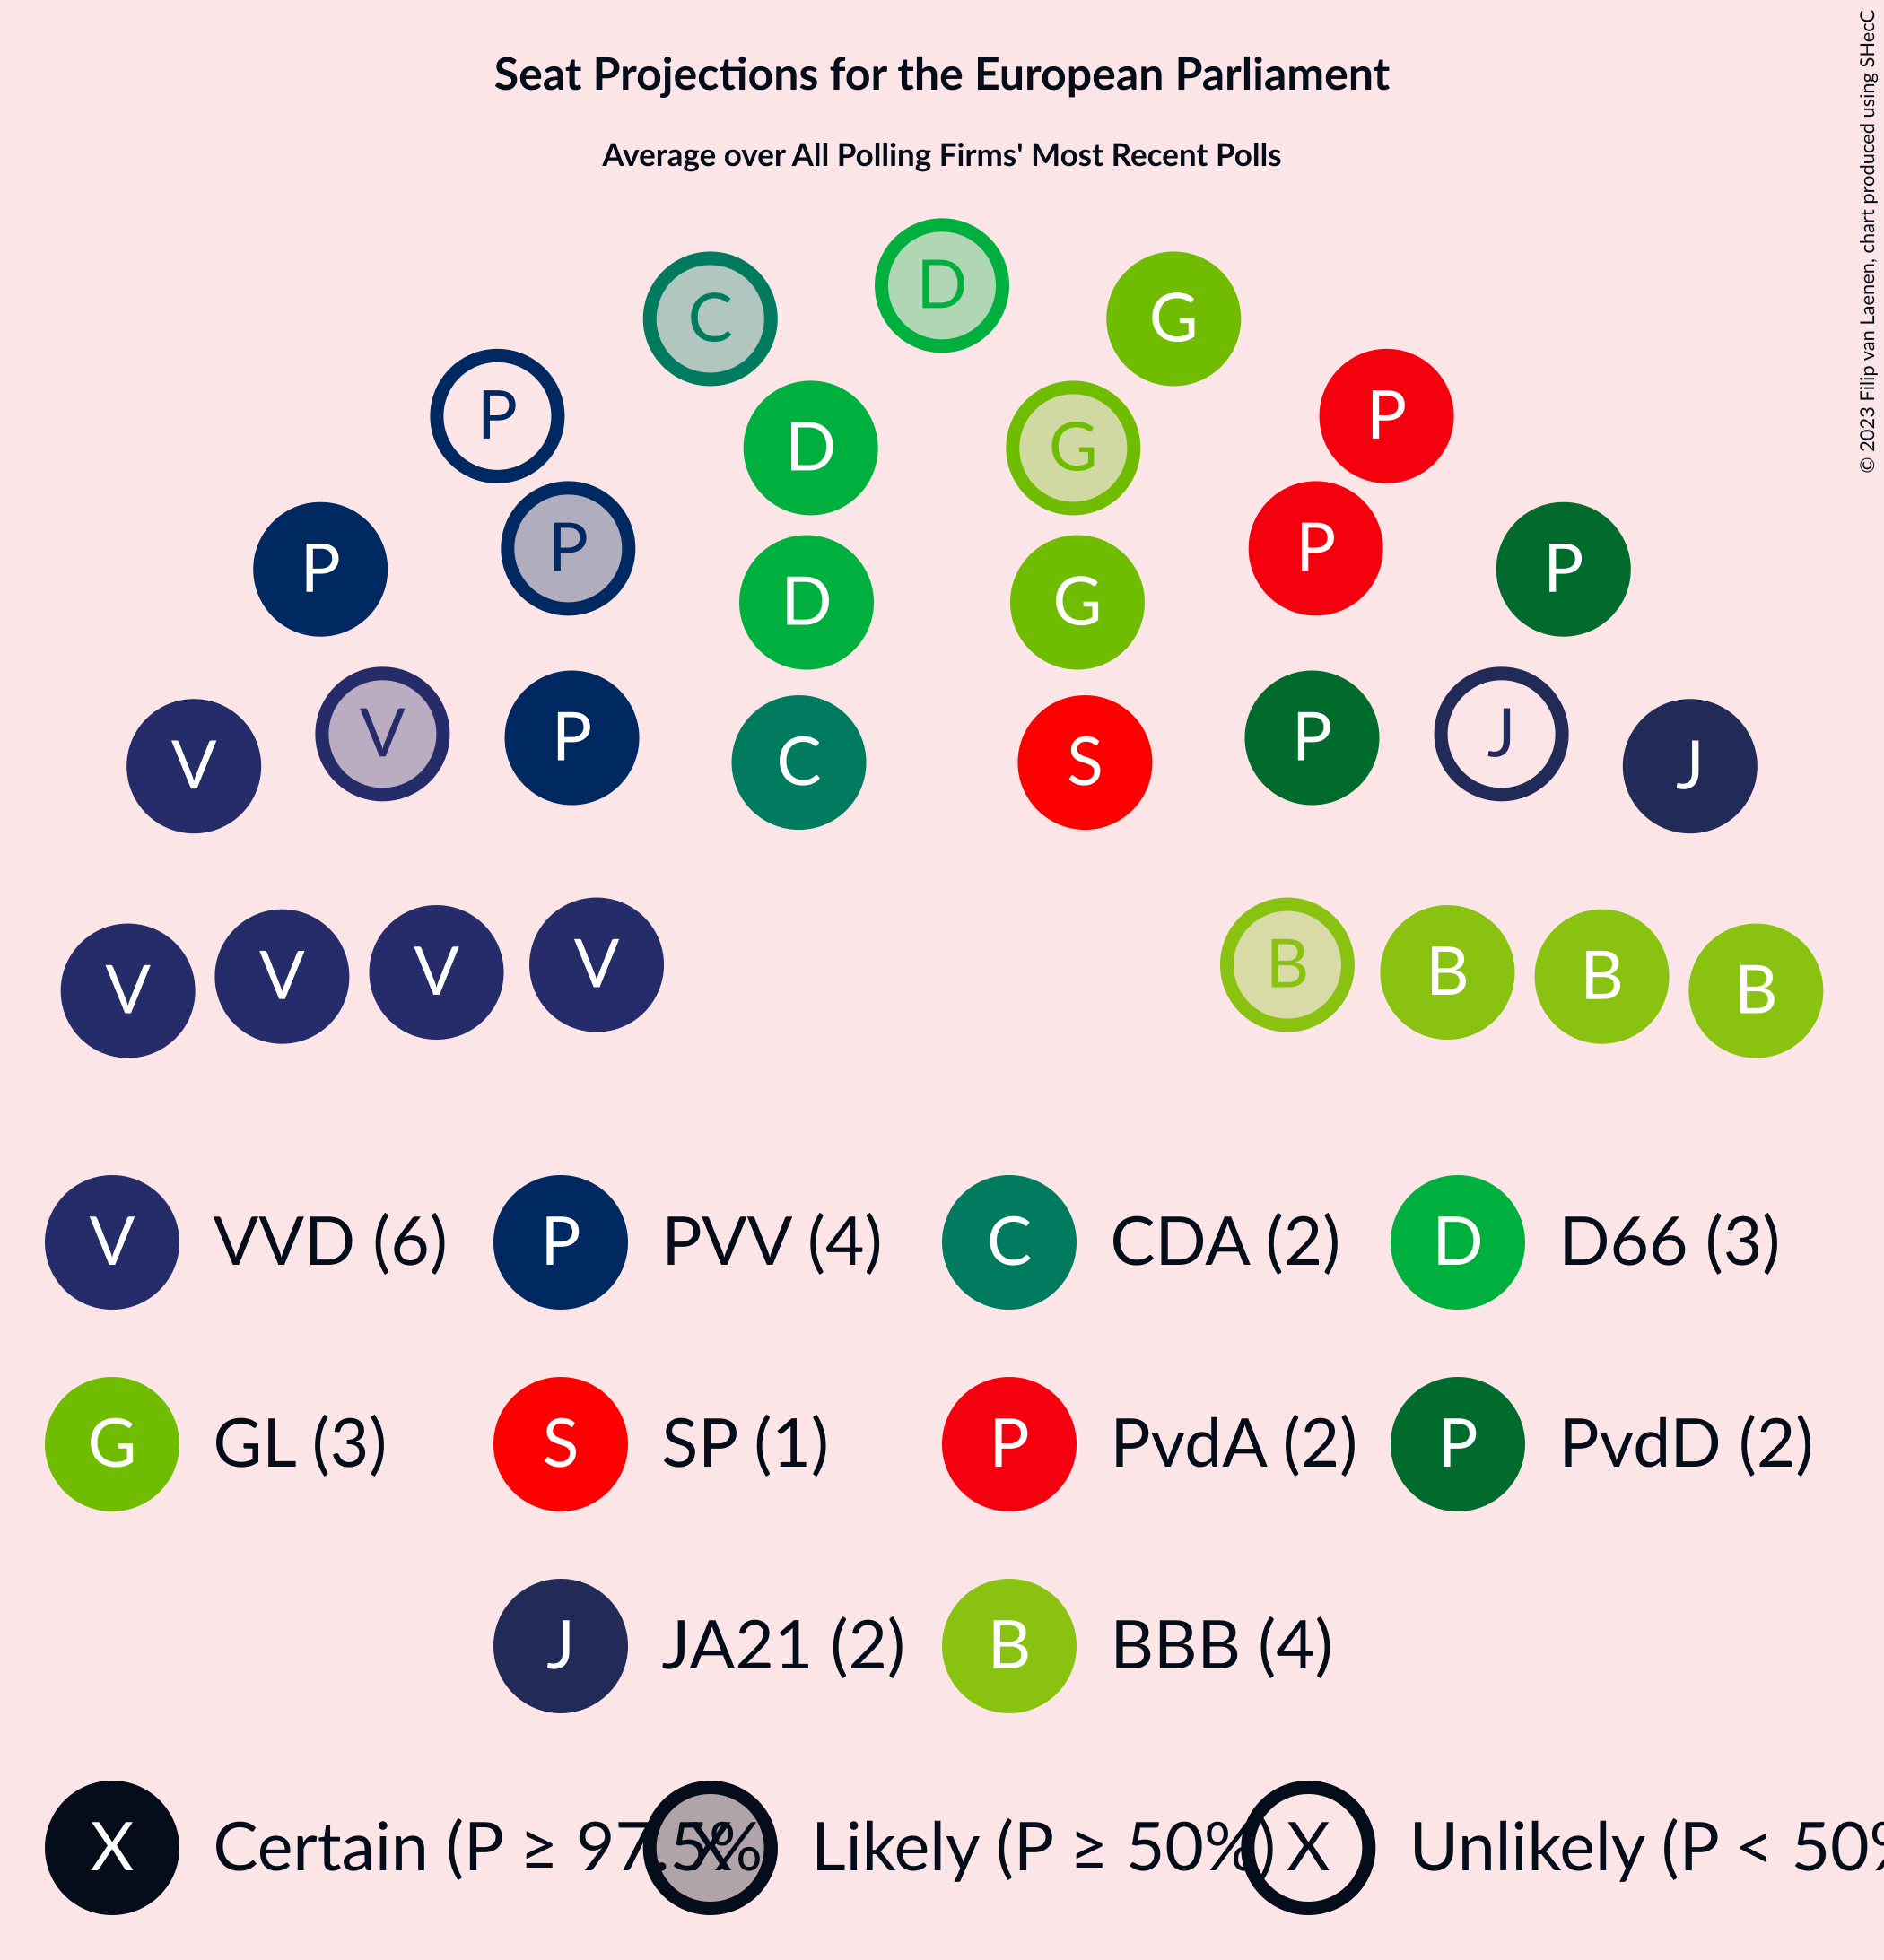 Seat Projections for the European Parliament
Average over All Polling Firms' Most Recent Polls
© 2023 Filip van Laenen, chart produced using SHecC
D
C G
P P
D G
P P P P
D G
V V P C S P J J
V V V V B B B B
V VVD (6) P PVV (4) C CDA (2) D D66 (3)
G GL (3) S SP (1) P PvdA (2) P PvdD (2)
J JA21 (2) B BBB (4)
X Certain (P ≥ 97.5% X Likely (P ≥ 50%) X Unlikely (P < 50%